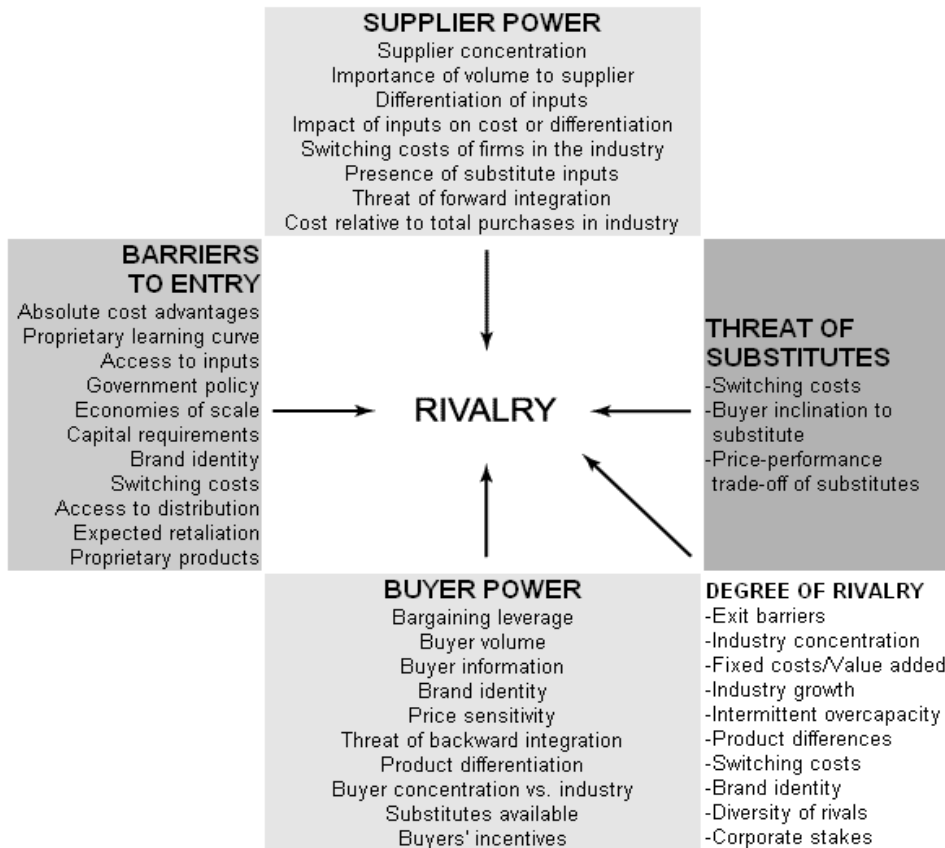 SUPPLIER POWER
Supplier concentration
Importance of volume to supplier
Differentiation of inputs
Impact of inputs on cost or differentiation
Switching costs of firms in the industry
Presence of substitute inputs
Threat of forward integration
Cost relative to total purchases in industry
BARRIERS
TO ENTRY
Absolute cost advantages
Proprietary learning curve
Access to inputs
Government policy
Economies of scale
Capital requirements
Brand identity
Switching costs
Access to distribution
Expected retaliation
Proprietary products
RIVALRY
THREAT OF
SUBSTITUTES
-Switching costs
-Buyer inclination to
substitute
-Price-performance
trade-off of substitutes
BUYER POWER
Bargaining leverage
Buyer volume
Buyer information
Brand identity
Price sensitivity
Threat of backward integration
Product differentiation
Buyer concentration vs. industry
Substitutes available
Buyers' incentives
DEGREE OF RIVALRY
-Exit barriers
-Industry concentration
-Fixed costs/Value added
-Industry growth
-Intermittent overcapacity
-Product differences
-Switching costs
-Brand identity
-Diversity of rivals
-Corporate stakes